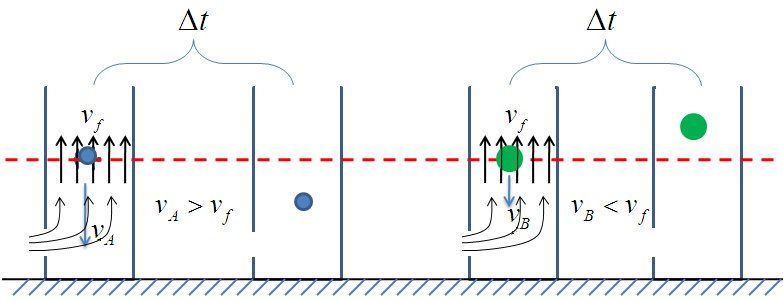 Δt
Δt
v_f
v_f
v_A
v_A > v_f
v_B
v_B < v_f